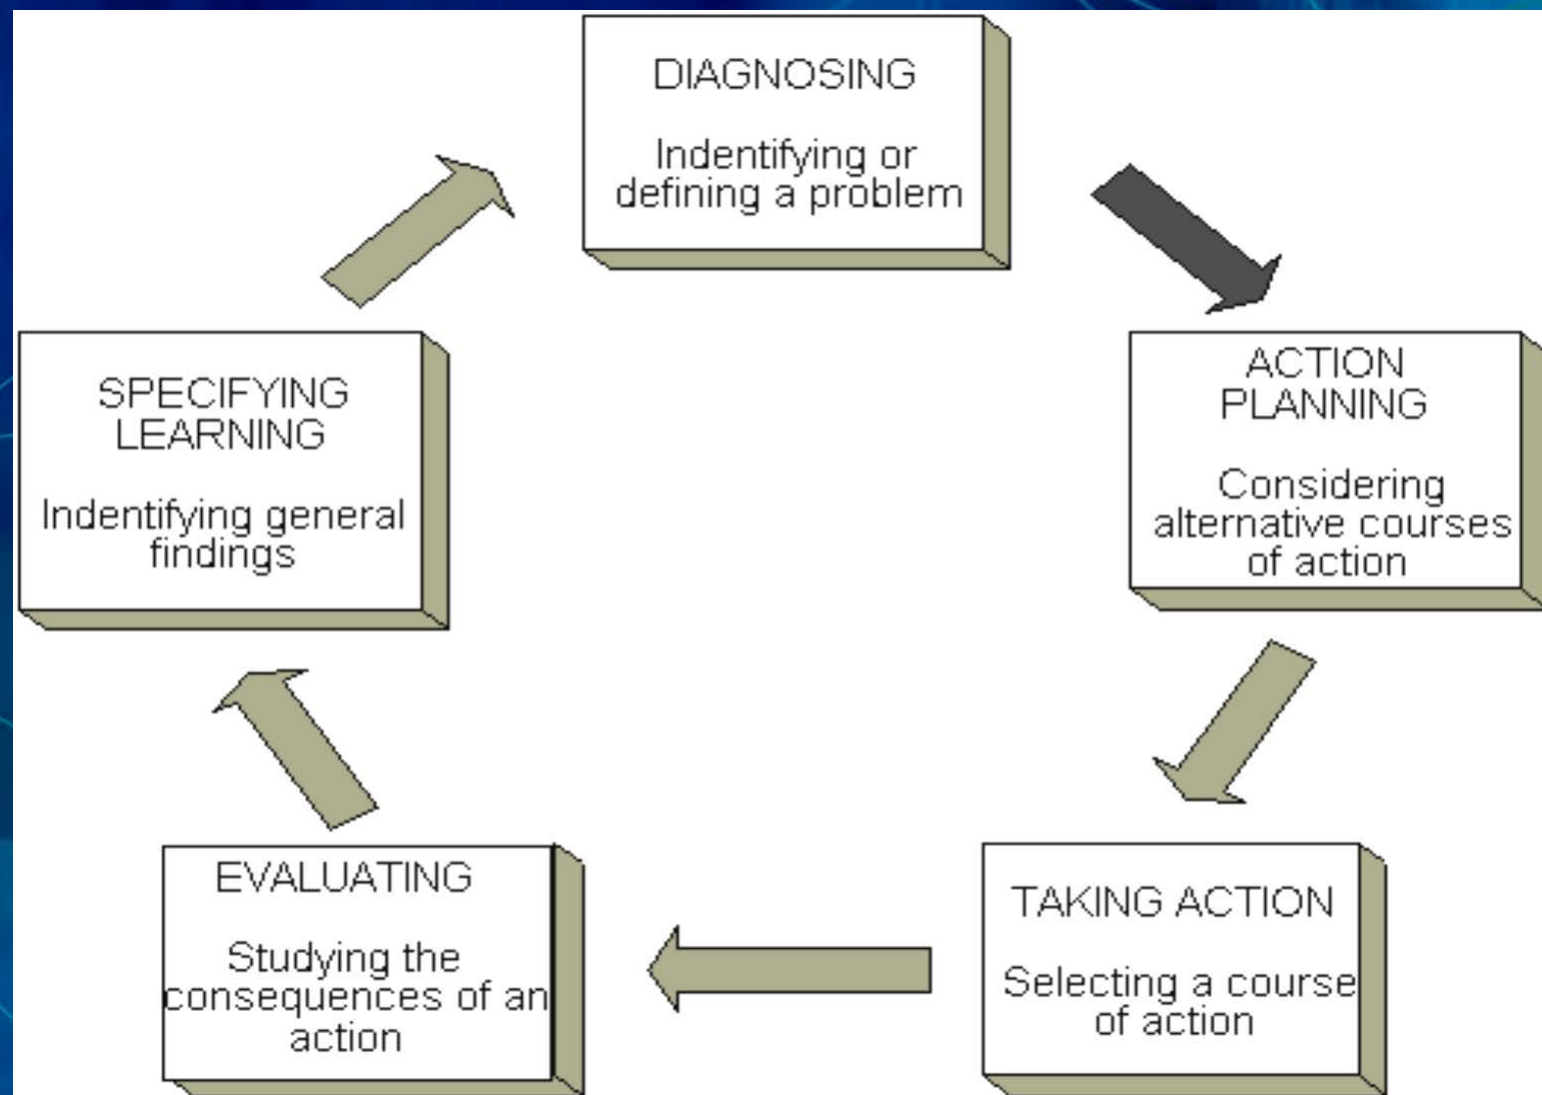 DIAGNOSING
Indentifying or
defining a problem
ACTION
PLANNING
Considering
alternative courses
of action
TAKING ACTION
Selecting a course
of action
EVALUATING
Studying the
consequences of an
action
SPECIFYING
LEARNING
Indentifying general
findings